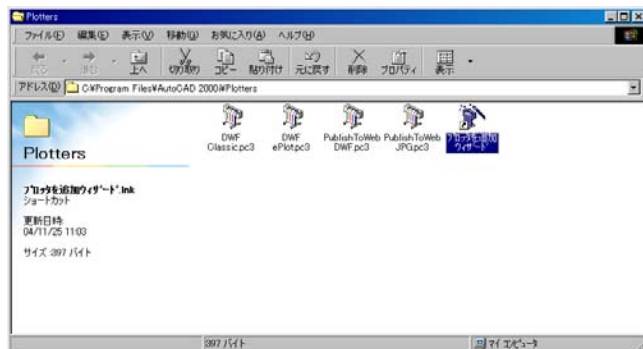 Plotters
ファイル(F) 編集(E) 表示(V) 移動(G) お気に入り(A) ヘルプ(H)
戻る 進む 上へ 切り取り コピー 貼り付け 元に戻す 削除 プロパティ 表示
アドレス(D) C:¥Program Files¥AutoCAD 2000i¥Plotters
DWF Classic.pc3
DWF ePlot.pc3
PublishToWeb DWF.pc3
PublishToWeb JPG.pc3
プロッタを追加 ウィザード
Plotters
プロッタを追加ウィザード.lnk
ショートカット
更新日時:
04/11/25 11:03
サイズ :397 バイト
397 バイト マイ コンピュータ